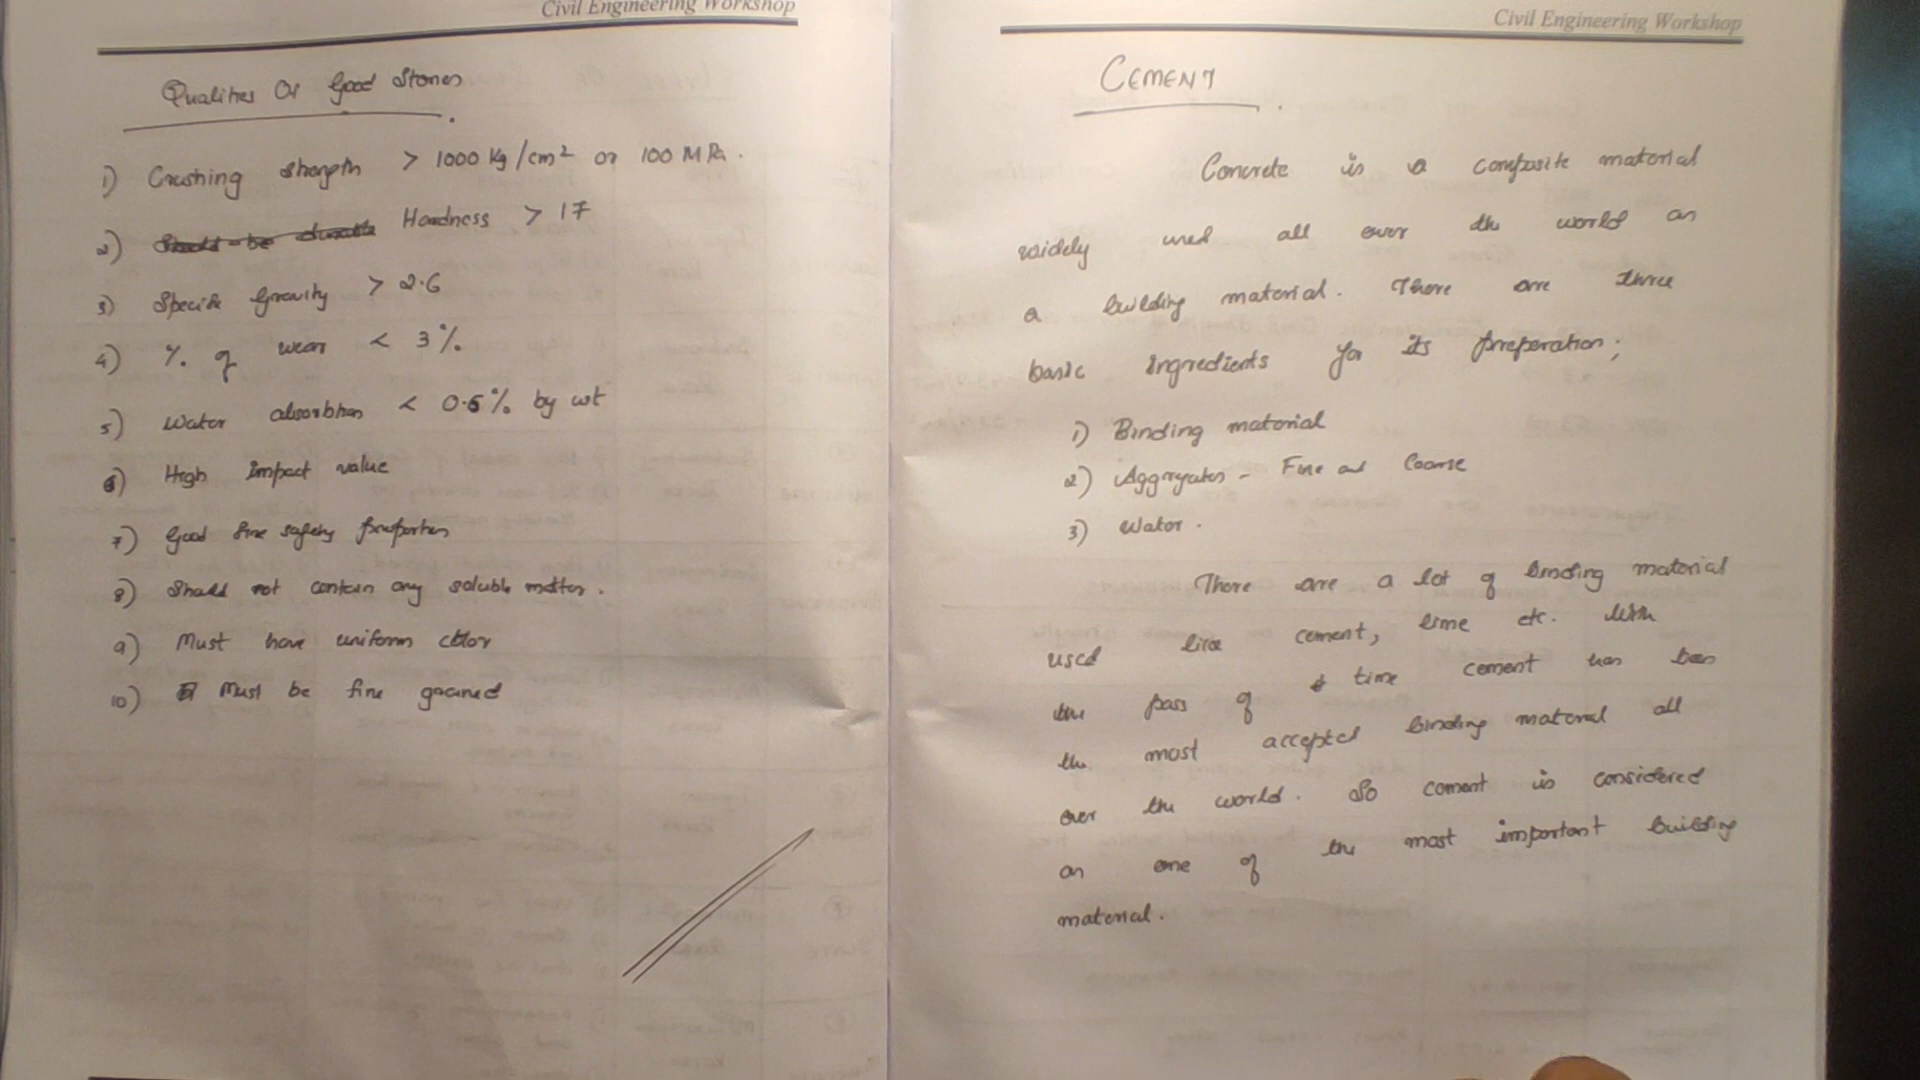 Civil Engineering Workshop
Qualities Of Good Stones
1) Crushing strength > 1000 kg/cm² or 100 MPa.
2) Should be durable Hardness > 17
3) Specific gravity > 2.6
4) % of wear < 3%.
5) Water absorbtion < 0.6% by wt
6) High impact value
7) Good fire safety properties
8) Should not contain any soluble matter.
9) Must have uniform color
10) Must be fine grained
Civil Engineering Workshop
CEMENT
Concrete is a composite material
widely used all over the world as
a building material. There are three
basic ingredients for its preperation;
1) Binding material
2) Aggregates - Fine and Coarse
3) Water.
There are a lot of binding material
used like cement, lime etc. With
the pass of time cement has been
the most accepted binding material all
over the world. So cement is considered
as one of the most important building
material.